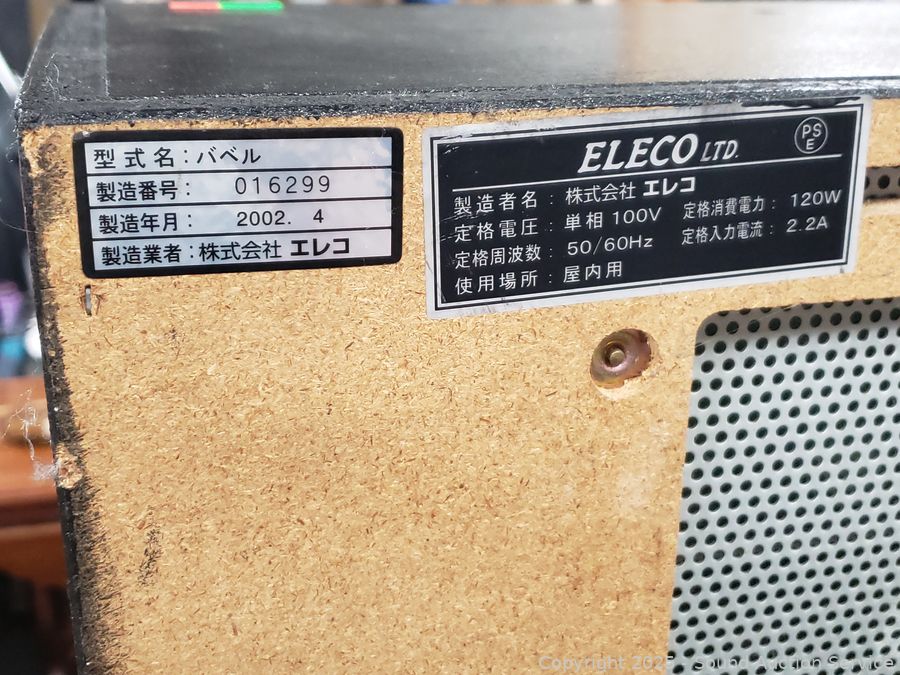 型式名:バベル
製造番号: 016299
製造年月: 2002. 4
製造業者:株式会社 エレコ
ELECO LTD.
PS
E
製造者名 : 株式会社 エレコ
定格電圧 : 単相 100V 定格消費電力 : 120W
定格周波数 : 50/60Hz 定格入力電流 : 2.2A
使用場所 : 屋内用
Copyright 202 Sound Auction Service